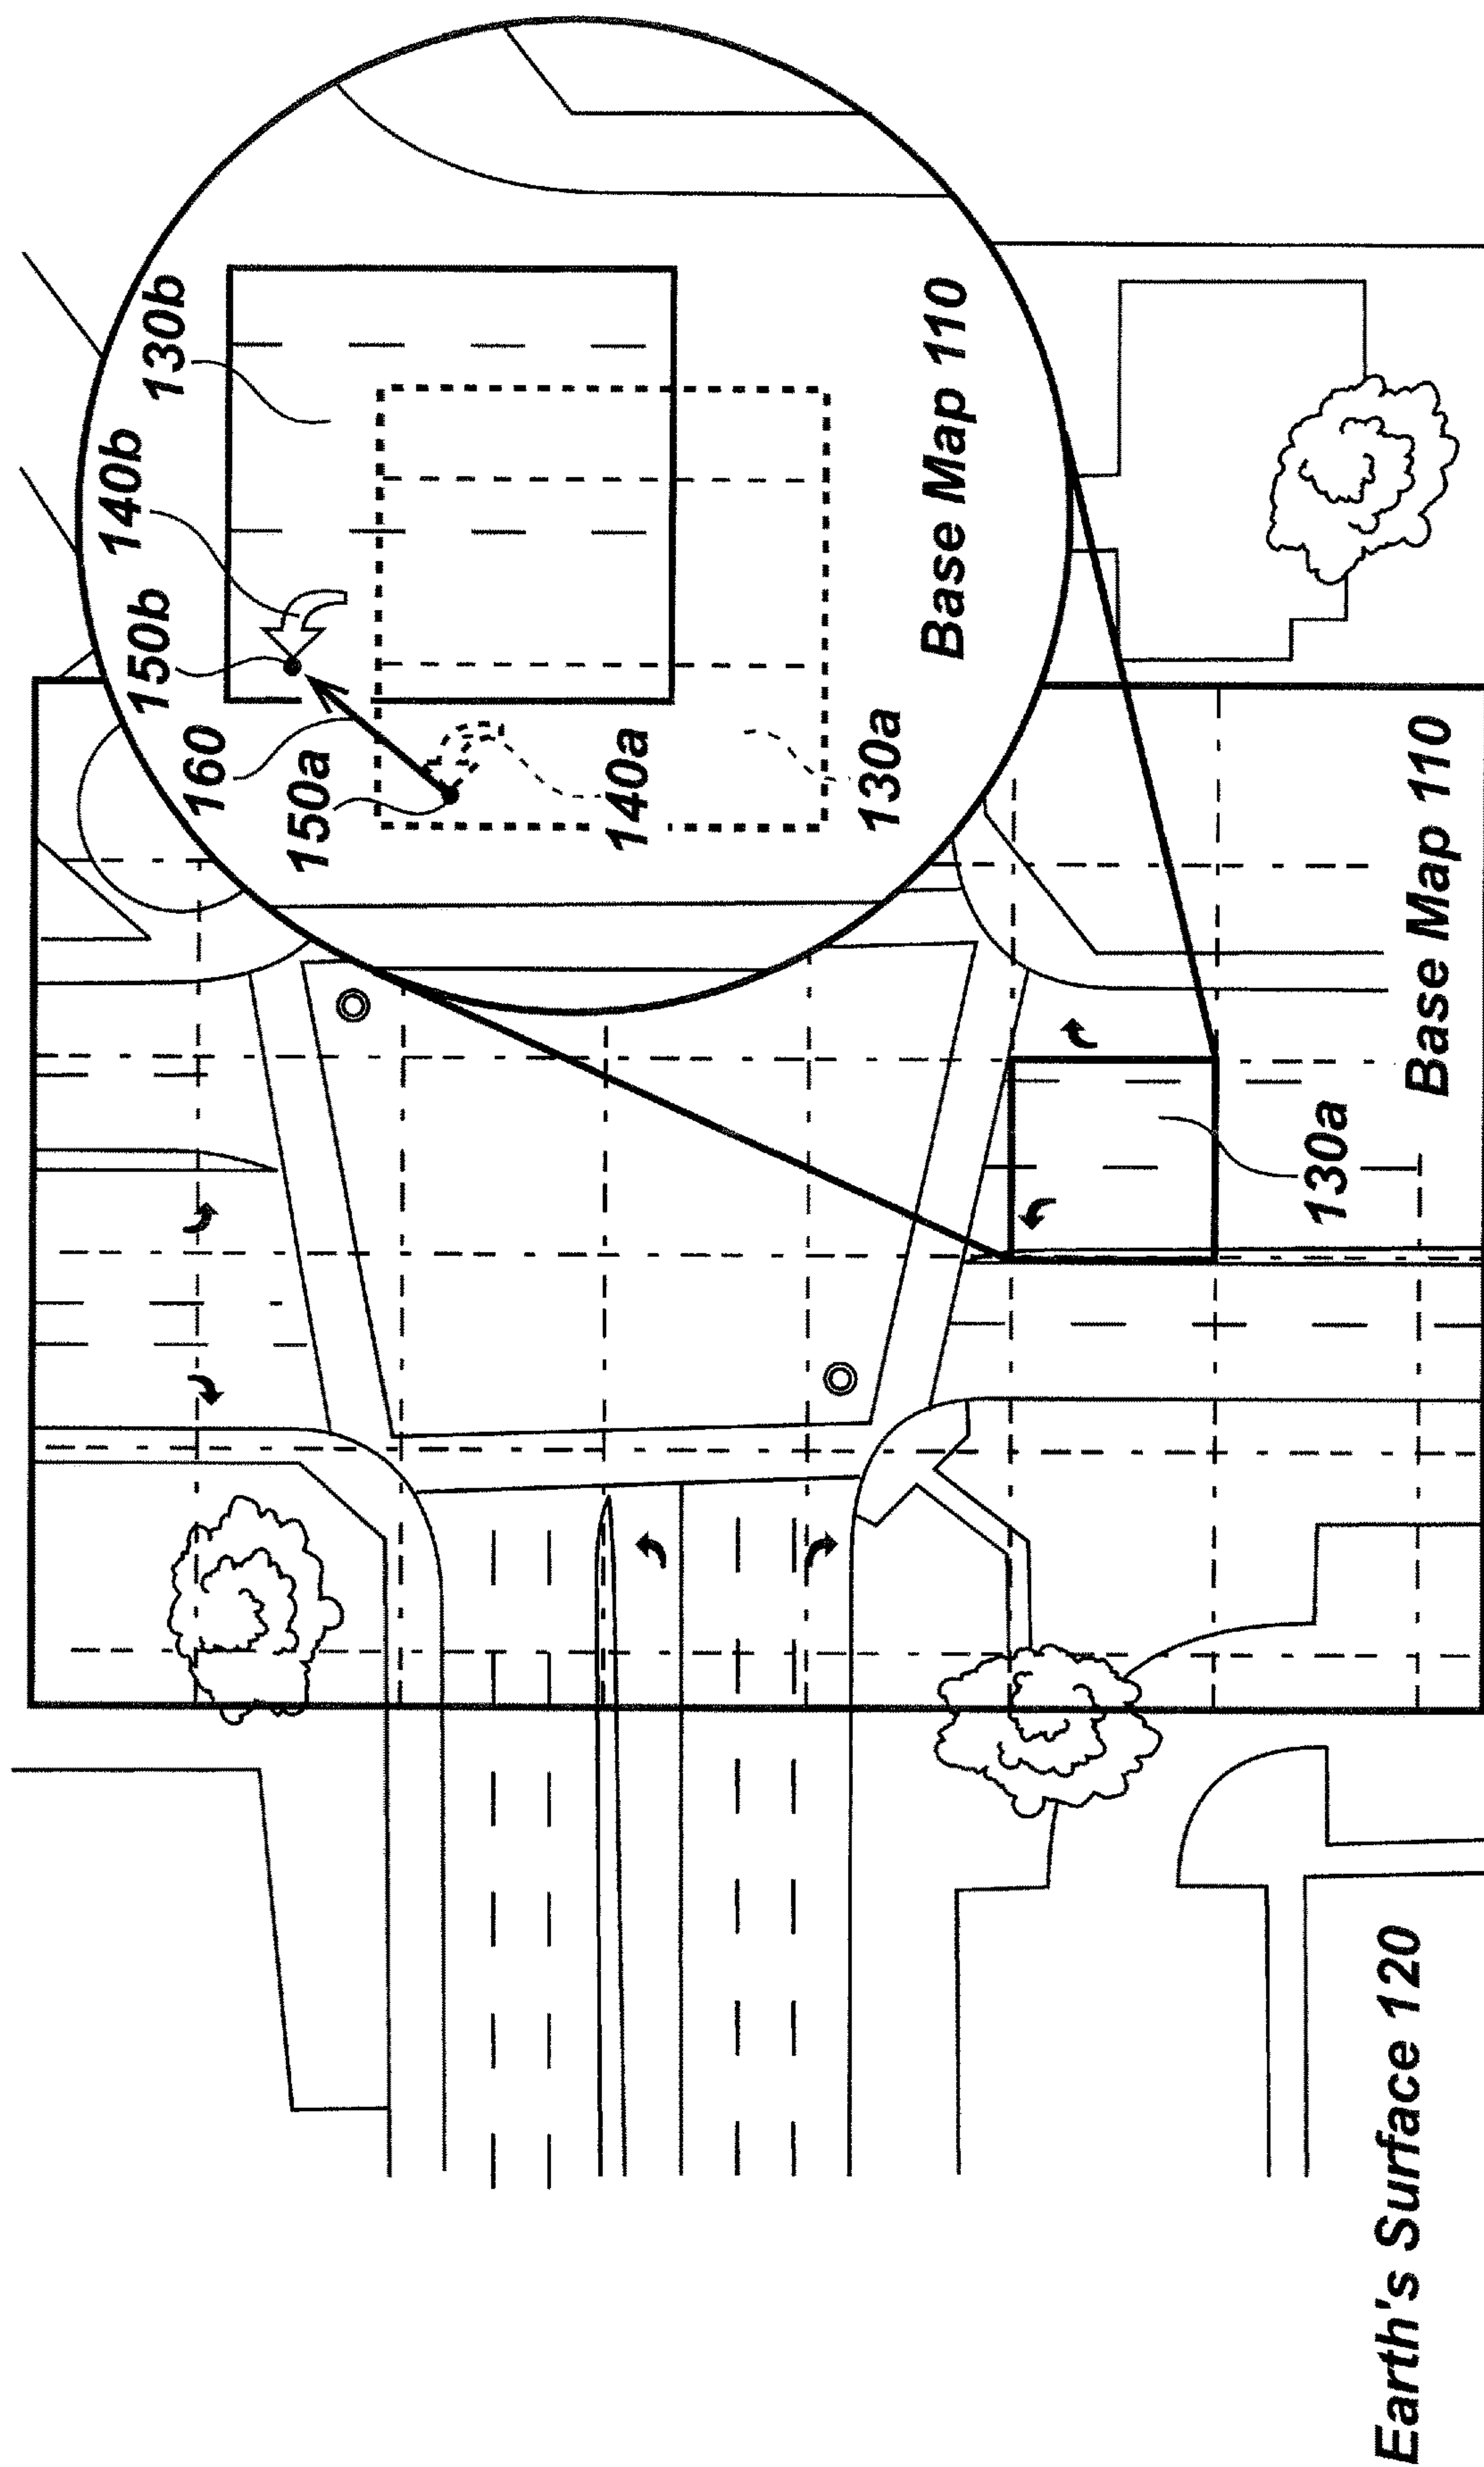 130b
140b
150b
160
150a
140a
130a
Base Map 110
130a
Base Map 110
Earth's Surface 120